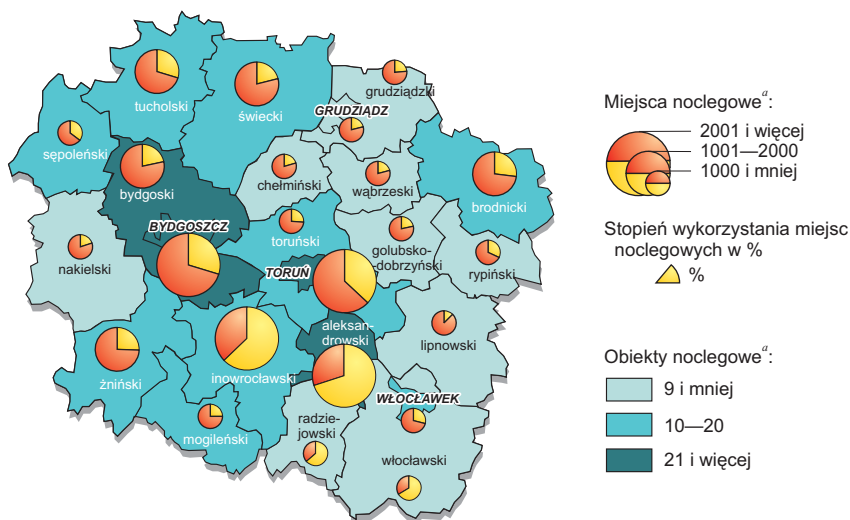 tucholski
świecki
grudziądzki
GRUDZIĄDZ
sępoleński
bydgoski
chełmiński
wąbrzeski
brodnicki
BYDGOSZCZ
toruński
golubsko-
-dobrzyński
nakielski
TORUŃ
rypiński
aleksan-
drowski
lipnowski
żniński
inowrocławski
WŁOCŁAWEK
mogileński
radzie-
jowski
włocławski
Miejsca noclegoweª:
2001 i więcej
1001—2000
1000 i mniej
Stopień wykorzystania miejsc
noclegowych w %
%
Obiekty noclegoweª:
9 i mniej
10—20
21 i więcej